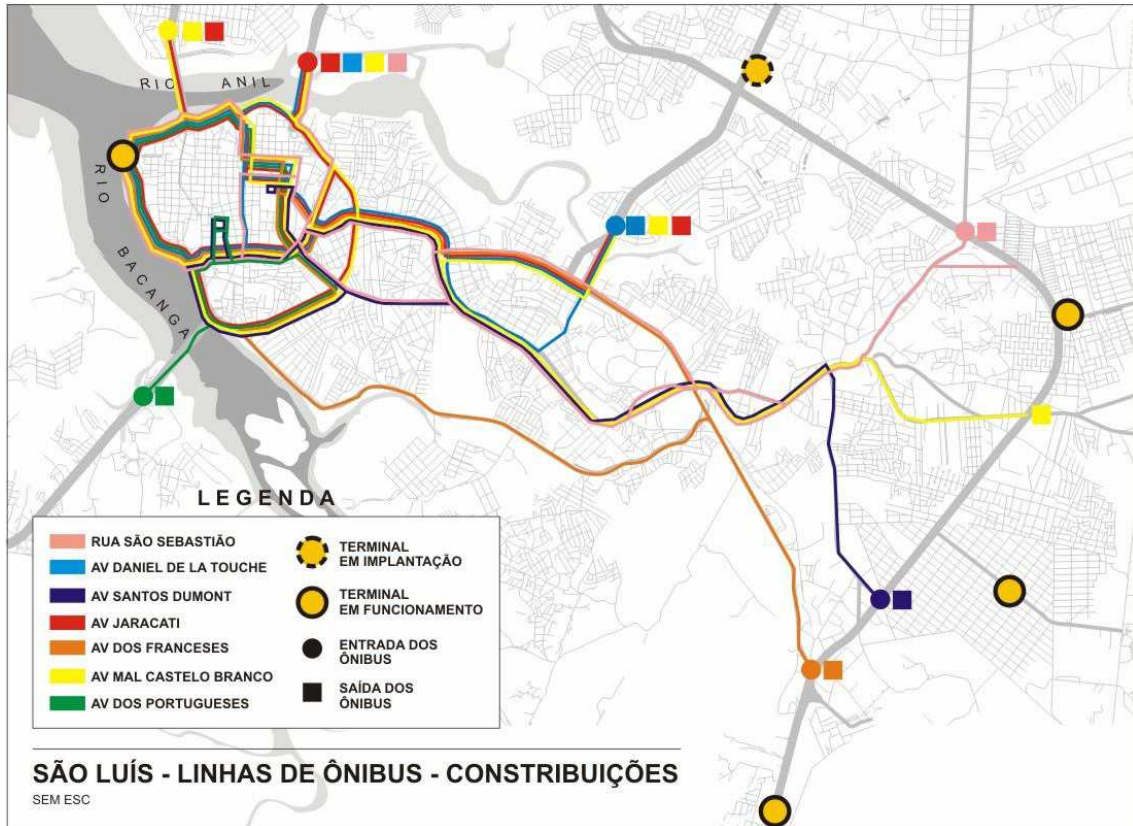 RIO ANIL
RIO BACANGA
LEGENDA
RUA SÃO SEBASTIÃO
AV DANIEL DE LA TOUCHE
AV SANTOS DUMONT
AV JARACATI
AV DOS FRANCESES
AV MAL CASTELO BRANCO
AV DOS PORTUGUESES
TERMINAL
EM IMPLANTAÇÃO
TERMINAL
EM FUNCIONAMENTO
ENTRADA DOS
ÔNIBUS
SAÍDA DOS
ÔNIBUS
SÃO LUÍS - LINHAS DE ÔNIBUS - CONSTRIBUIÇÕES
SEM ESC